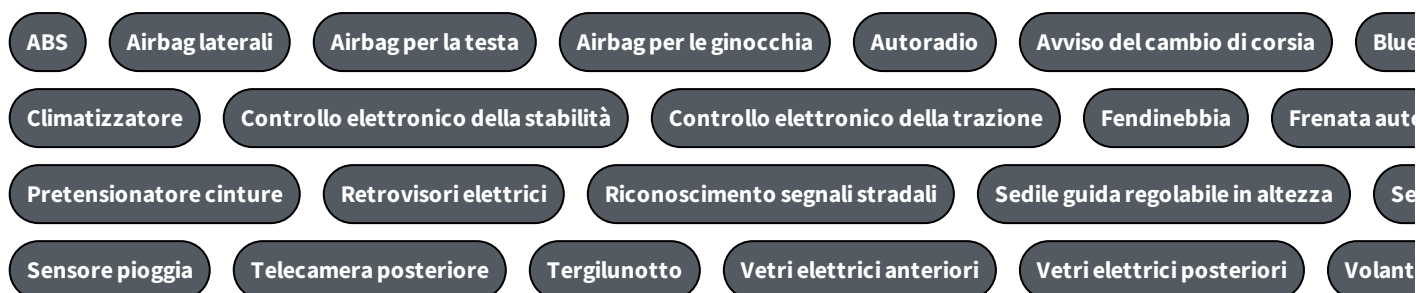 ABS Airbag laterali Airbag per la testa Airbag per le ginocchia Autoradio Avviso del cambio di corsia
Climatizzatore Controllo elettronico della stabilità Controllo elettronico della trazione Fendinebbia Frenata
Pretensionatore cinture Retrovisori elettrici Riconoscimento segnali stradali Sedile guida regolabile in altezza
Sensore pioggia Telecamera posteriore Tergilunotto Vetri elettrici anteriori Vetri elettrici posteriori